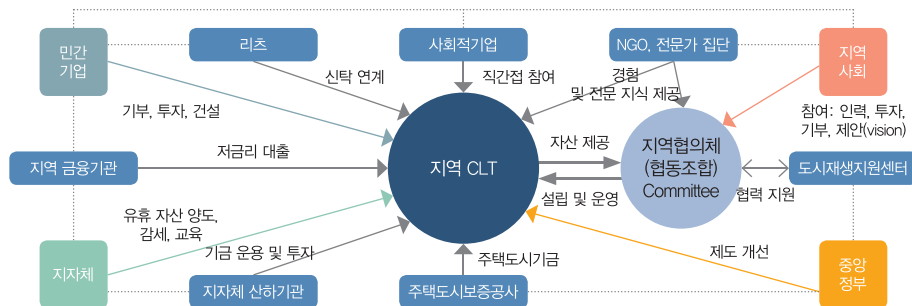 민간
기업
리츠
사회적기업
NGO, 전문가 집단
지역
사회
신탁 연계
직간접 참여
경험
및 전문 지식 제공
기부, 투자, 건설
참여: 인력, 투자,
기부, 제안(vision)
지역 금융기관
저금리 대출
지역 CLT
자산 제공
지역협의체
(협동조합)
Committee
도시재생지원센터
설립 및 운영
협력 지원
유휴 자산 양도,
감세, 교육
기금 운용 및 투자
주택도시기금
제도 개선
지자체
지자체 산하기관
주택도시보증공사
중앙
정부